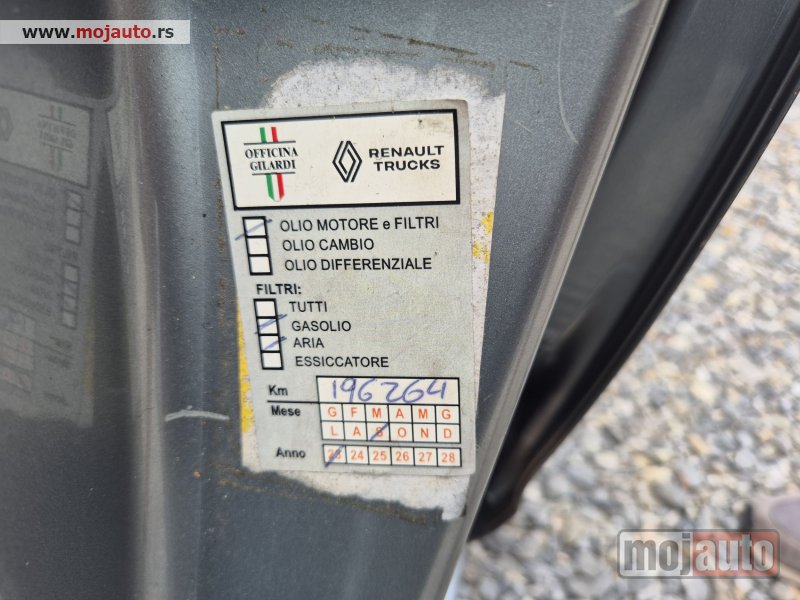 www.mojauto.rs
OFFICINA
GILARDI
RENAULT
TRUCKS
OLIO MOTORE e FILTRI
OLIO CAMBIO
OLIO DIFFERENZIALE
FILTRI:
TUTTI
GASOLIO
ARIA
ESSICCATORE
Km 196264
Mese G F M A M G
L A S O N D
Anno 23 24 25 26 27 28
mojauto